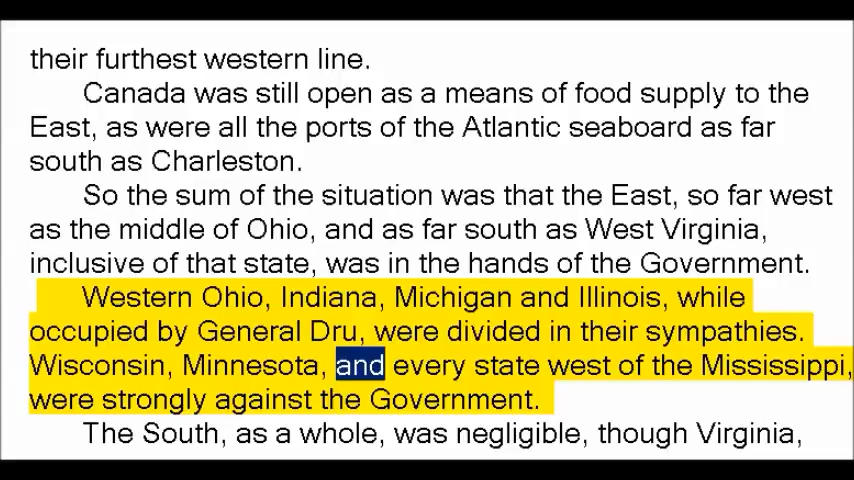 their furthest western line.
Canada was still open as a means of food supply to the
East, as were all the ports of the Atlantic seaboard as far
south as Charleston.
So the sum of the situation was that the East, so far west
as the middle of Ohio, and as far south as West Virginia,
inclusive of that state, was in the hands of the Government.
Western Ohio, Indiana, Michigan and Illinois, while
occupied by General Dru, were divided in their sympathies.
Wisconsin, Minnesota, and every state west of the Mississippi,
were strongly against the Government.
The South, as a whole, was negligible, though Virginia,